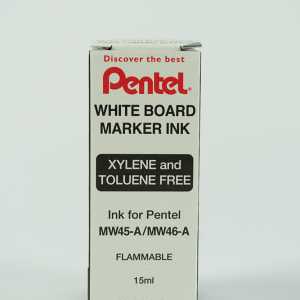 Discover the best
Pentel®
WHITE BOARD
MARKER INK
XYLENE and
TOLUENE FREE
Ink for Pentel
MW45-A/MW46-A
FLAMMABLE
15ml